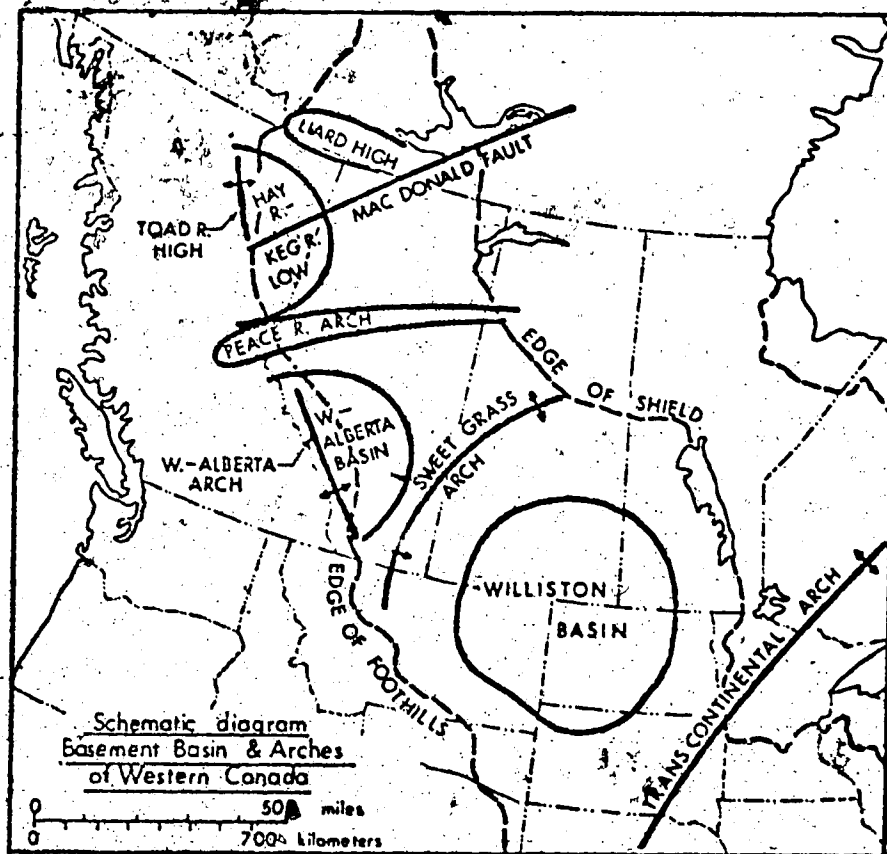 LIARD HIGH
MAC DONALD FAULT
HAY
R.-
KEG R.
LOW
TOAD R.
HIGH
PEACE R. ARCH
EDGE OF SHIELD
W.-
ALBERTA
BASIN
W.-ALBERTA
ARCH
SWEET GRASS
ARCH
WILLISTON
BASIN
EDGE OF FOOTHILLS
TRANS CONTINENTAL ARCH
Schematic diagram
Basement Basin & Arches
of Western Canada
0 miles
0 700 kilometers